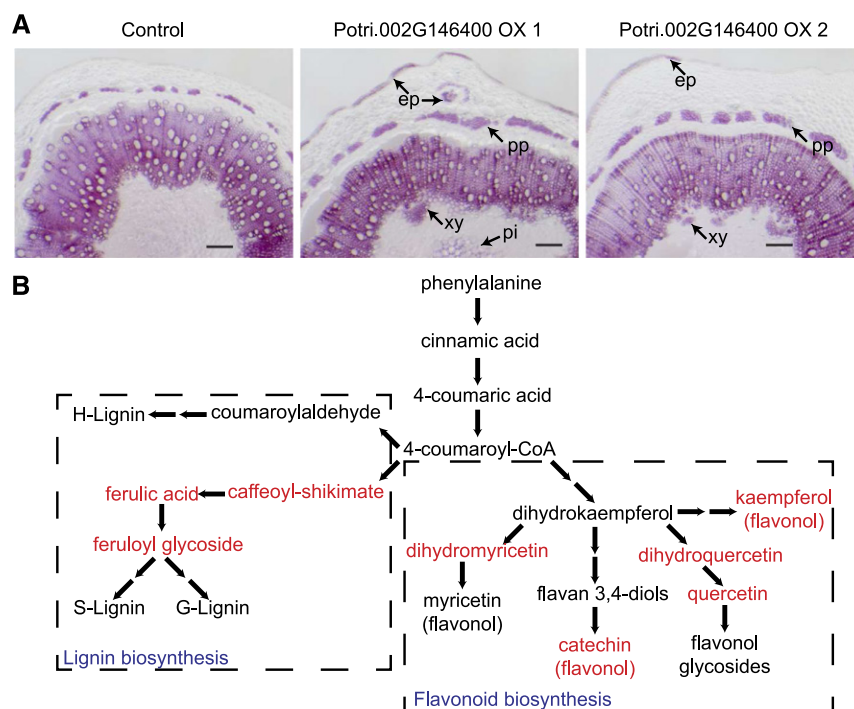 A
Control
Potri.002G146400 OX 1
Potri.002G146400 OX 2
ep
pp
xy
pi
ep
pp
xy
B
phenylalanine
cinnamic acid
4-coumaric acid
H-Lignin
coumaroylaldehyde
4-coumaroyl-CoA
ferulic acid
caffeoyl-shikimate
feruloyl glycoside
S-Lignin
G-Lignin
Lignin biosynthesis
dihydrokaempferol
kaempferol
(flavonol)
dihydromyricetin
dihydroquercetin
myricetin
(flavonol)
flavan 3,4-diols
quercetin
catechin
(flavonol)
flavonol
glycosides
Flavonoid biosynthesis